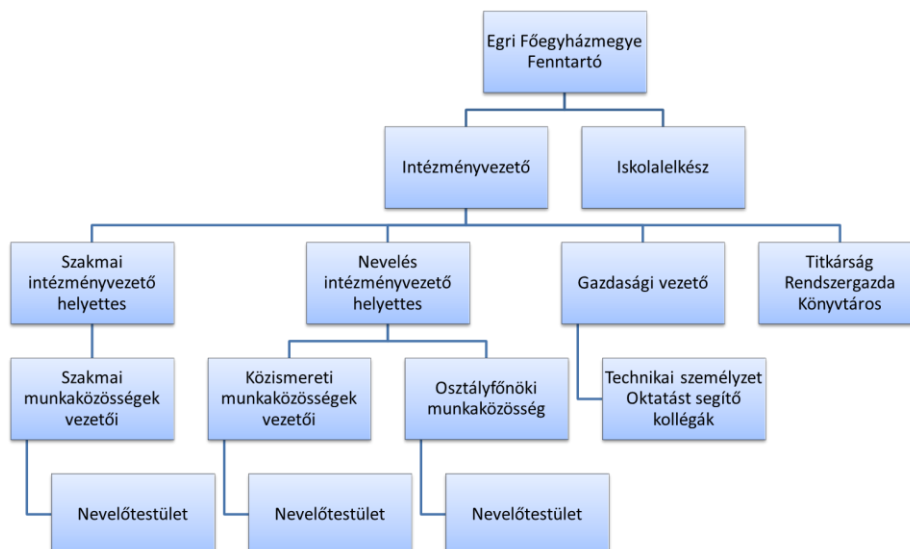 Egri Főegyházmegye
Fenntartó
Intézményvezető
Iskolalelkész
Szakmai
intézményvezető
helyettes
Nevelés
intézményvezető
helyettes
Gazdasági vezető
Titkárság
Rendszergazda
Könyvtáros
Szakmai
munkaközösségek
vezetői
Közismereti
munkaközösségek
vezetői
Osztályfőnöki
munkaközösség
Technikai személyzet
Oktatást segítő
kollégák
Nevelőtestület
Nevelőtestület
Nevelőtestület